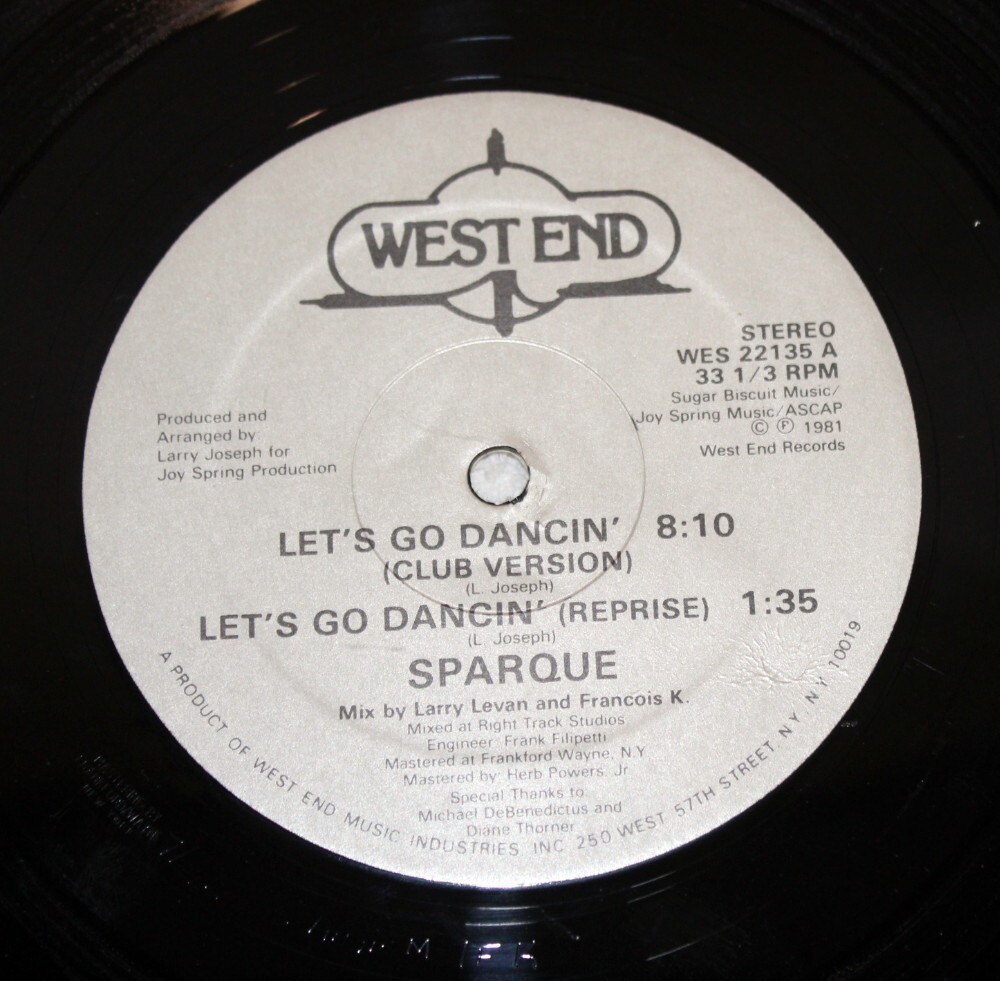 WEST END
STEREO
WES 22135 A
33 1/3 RPM
Sugar Biscuit Music/
Joy Spring Music/ASCAP
© ℗ 1981
West End Records
Produced and
Arranged by
Larry Joseph for
Joy Spring Production
LET'S GO DANCIN' 8:10
(CLUB VERSION)
(L. Joseph)
LET'S GO DANCIN' (REPRISE) 1:35
(L. Joseph)
SPARQUE
Mix by Larry Levan and Francois K.
Mixed at Right Track Studios
Engineer: Frank Filipetti
Mastered at Frankford Wayne, N.Y.
Mastered by: Herb Powers, Jr.
Special Thanks to:
Michael DeBenedictus and
Diane Thorner
A PRODUCT OF WEST END MUSIC INDUSTRIES INC 250 WEST 57TH STREET N.Y. N.Y. 10019